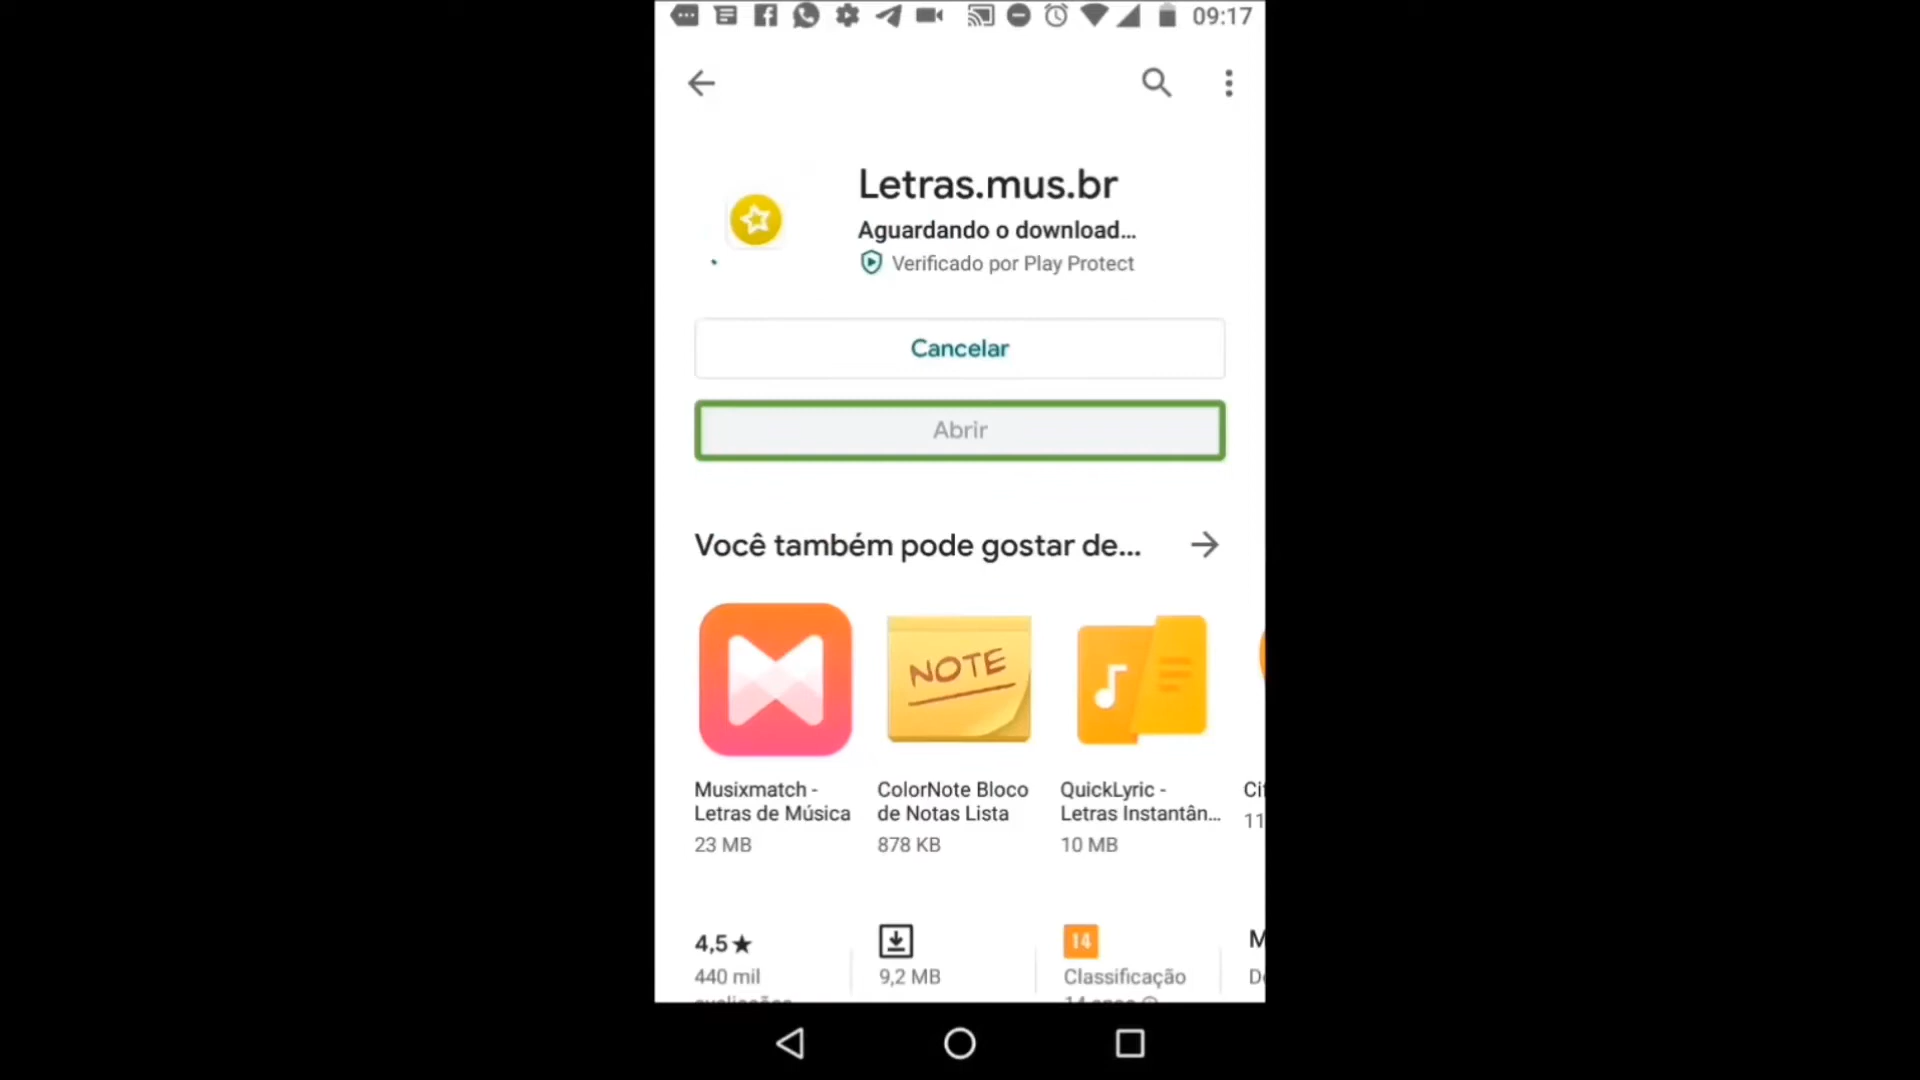 09:17
Letras.mus.br
Aguardando o download...
Verificado por Play Protect
Cancelar
Abrir
Você também pode gostar de...
NOTE
Musixmatch -
Letras de Música
23 MB
ColorNote Bloco
de Notas Lista
878 KB
QuickLyric -
Letras Instantân...
10 MB
4,5★
440 mil
9,2 MB
14
Classificação